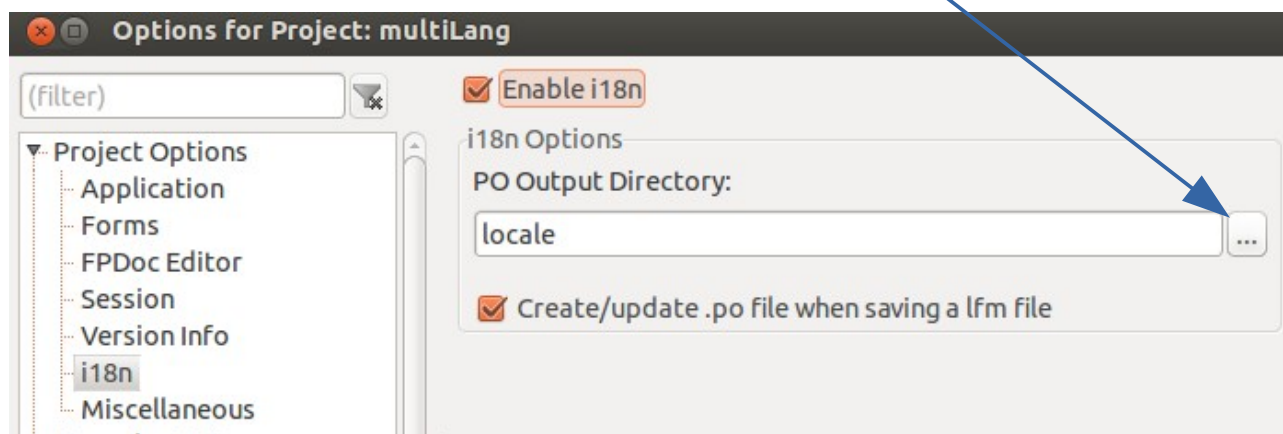 Options for Project: multiLang
(filter)
Project Options
Application
Forms
FPDoc Editor
Session
Version Info
i18n
Miscellaneous
Enable i18n
i18n Options
PO Output Directory:
locale
...
Create/update .po file when saving a lfm file